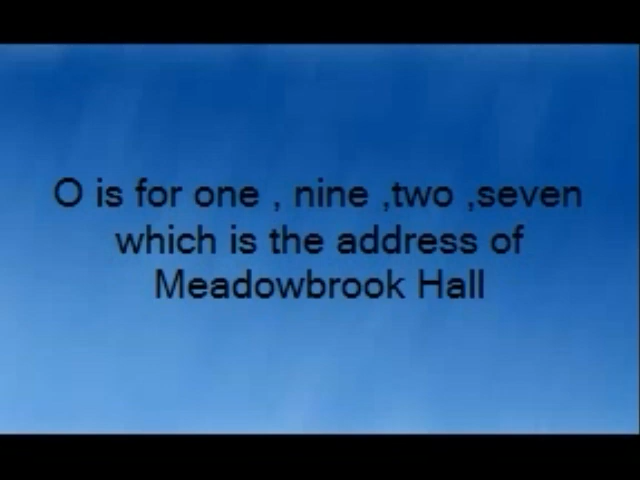 O is for one , nine ,two ,seven
which is the address of
Meadowbrook Hall